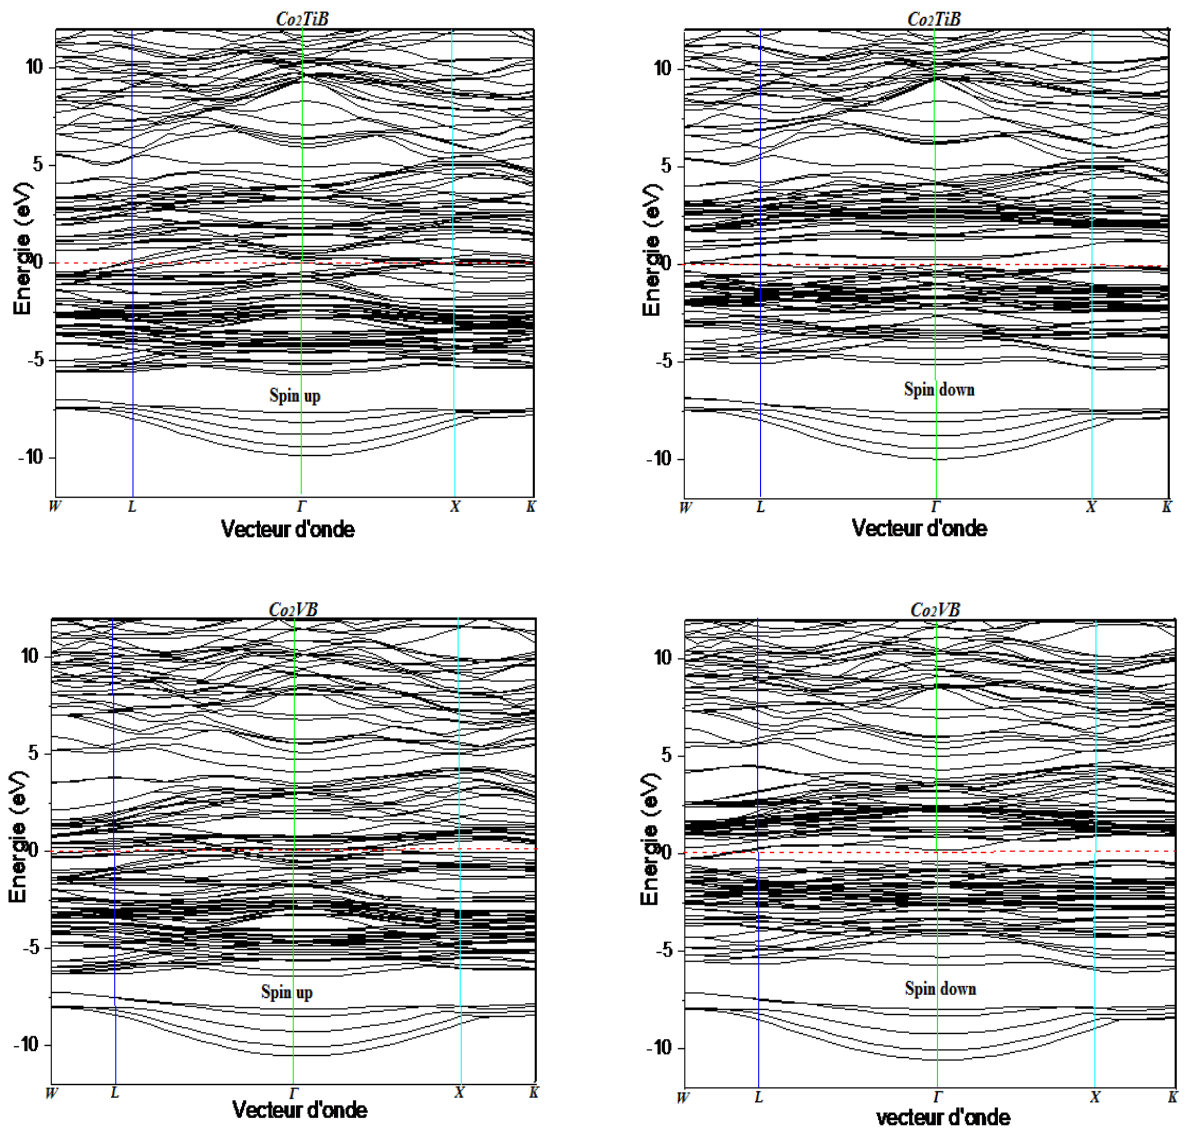 Co2TiB
10
5
0
-5
-10
Energie (eV)
Spin up
W L Γ X K
Vecteur d'onde
Co2TiB
10
5
0
-5
-10
Energie (eV)
Spin down
W L Γ X K
Vecteur d'onde
Co2VB
10
5
0
-5
-10
Energie (eV)
Spin up
W L Γ X K
Vecteur d'onde
Co2VB
10
5
0
-5
-10
Energie (eV)
Spin down
W L Γ X K
vecteur d'onde